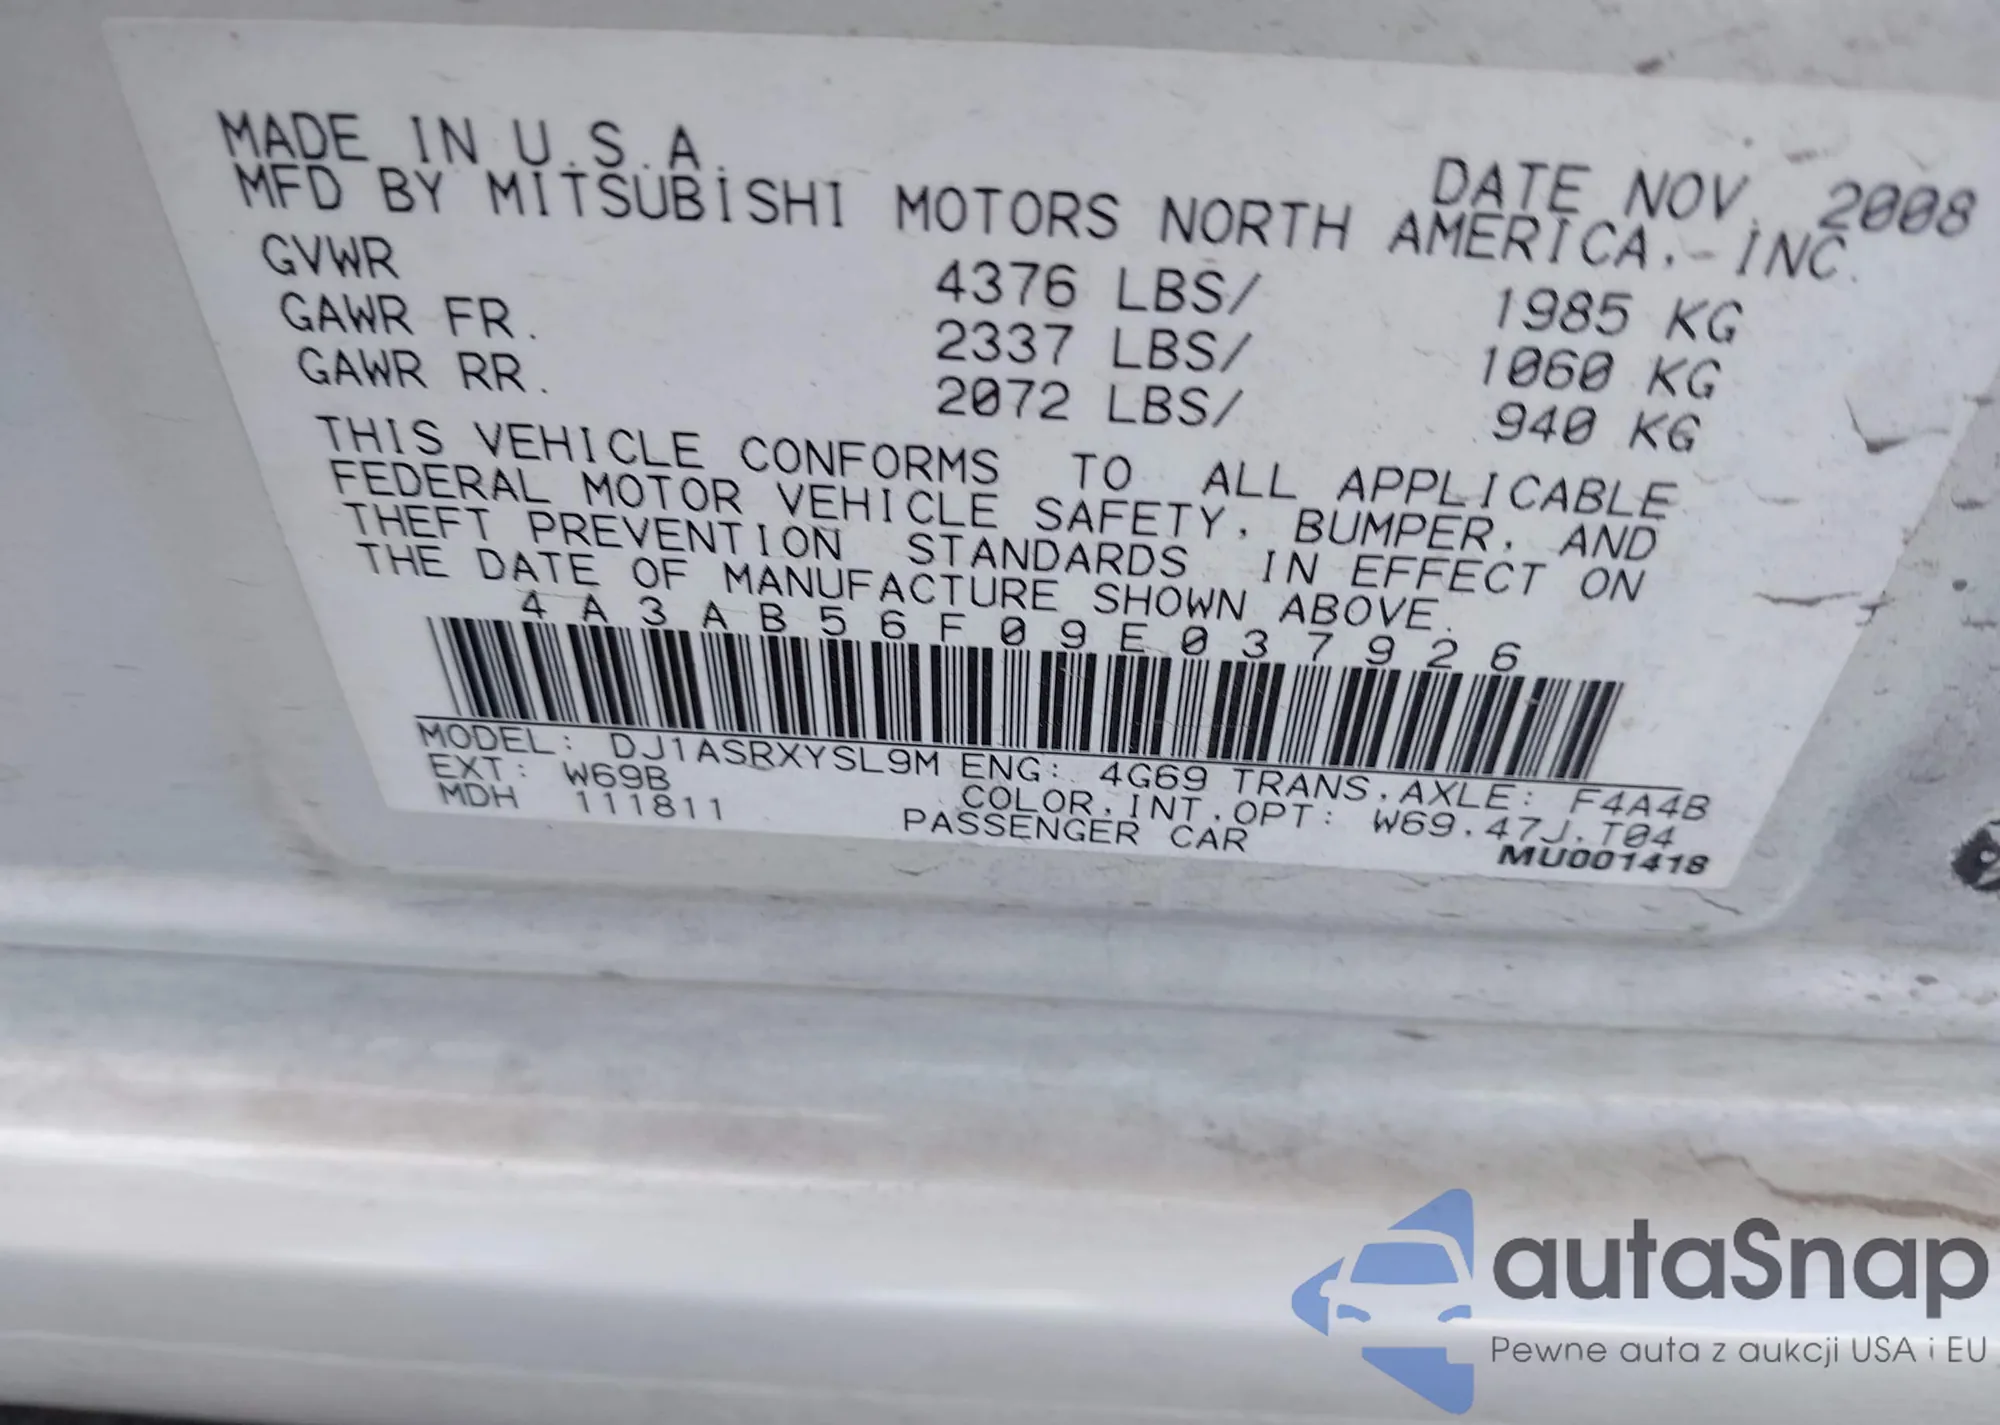 MADE IN U.S.A.
DATE NOV. 2008
MFD BY MITSUBISHI MOTORS NORTH AMERICA, INC.
GVWR 4376 LBS/ 1985 KG
GAWR FR. 2337 LBS/ 1060 KG
GAWR RR. 2072 LBS/ 940 KG
THIS VEHICLE CONFORMS TO ALL APPLICABLE
FEDERAL MOTOR VEHICLE SAFETY, BUMPER, AND
THEFT PREVENTION STANDARDS IN EFFECT ON
THE DATE OF MANUFACTURE SHOWN ABOVE.
4A3AB56F09E037926
MODEL: DJ1ASRXYSL9M ENG: 4G69 TRANS.AXLE: F4A4B
EXT: W69B COLOR.INT.OPT: W69.47J.T04
MDH 111811 PASSENGER CAR
MU001418
autaSnap
Pewne auta z aukcji USA i EU